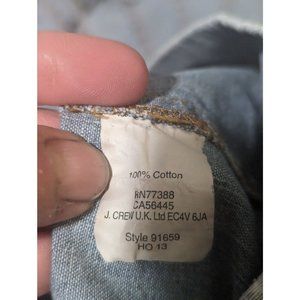 100% Cotton
RN77388
CA56445
J. CREW U.K. Ltd EC4V 6JA
Style 91659
HO 13